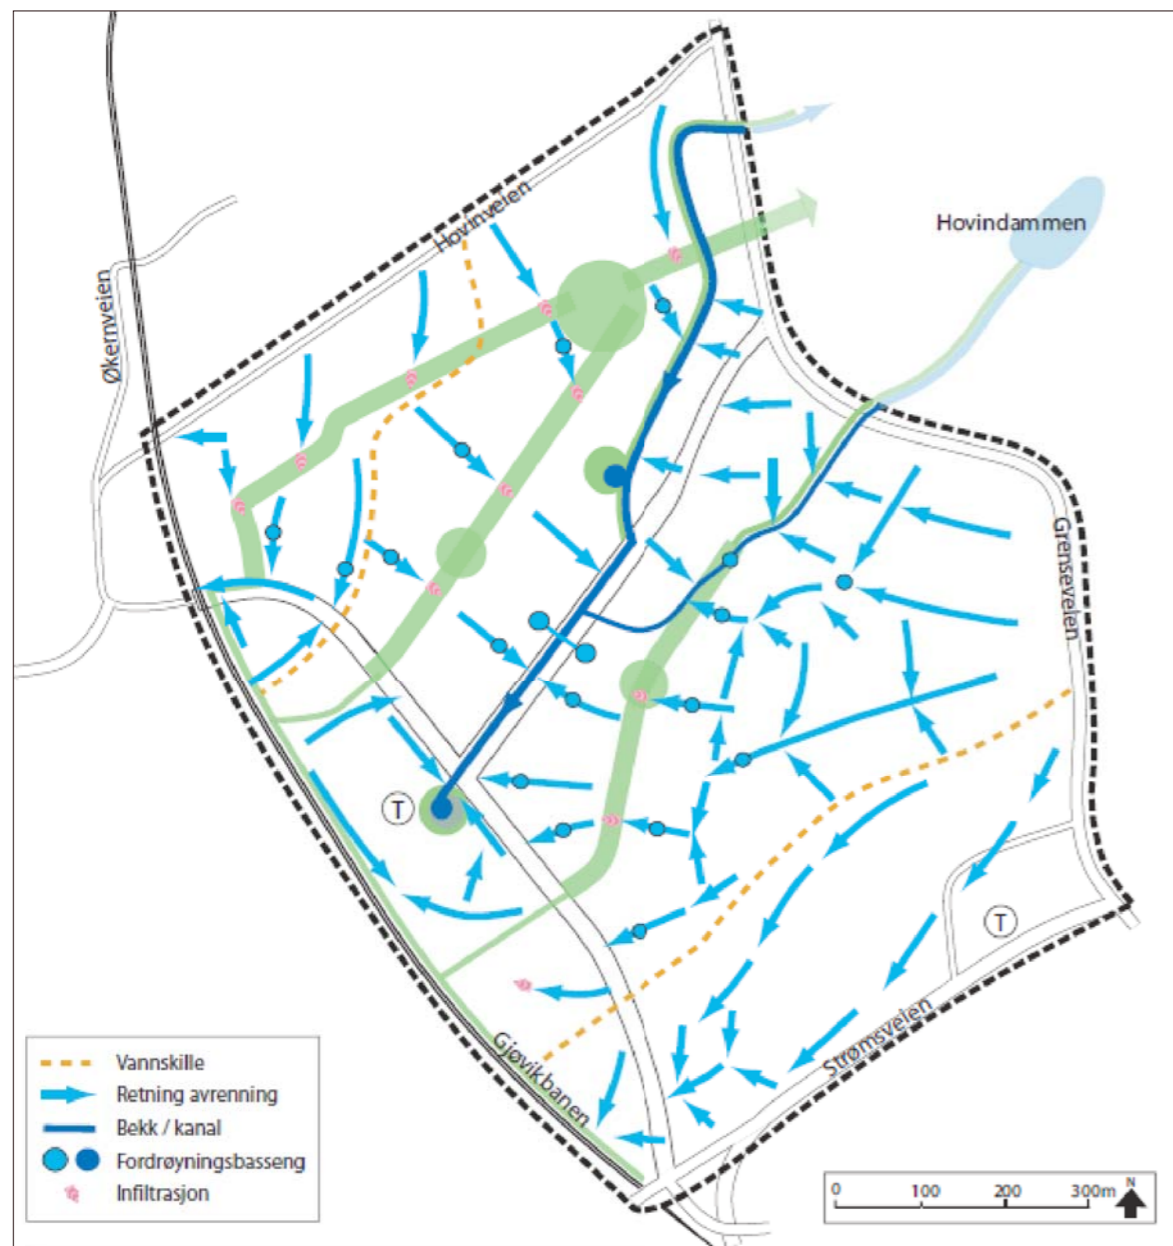 Hovinveien
Økernveien
Hovindammen
Grenseveien
T
T
Strømsveien
Gjøvikbanen
Vannskille
Retning avrenning
Bekk / kanal
Fordrøyningsbasseng
Infiltrasjon
0 100 200 300m N